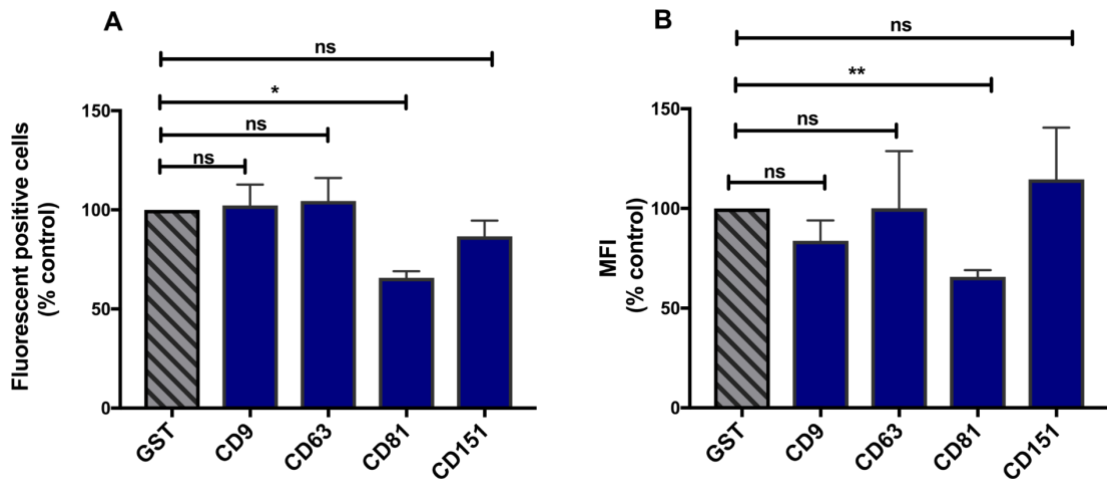 A
ns
*
ns
ns
Fluorescent positive cells
(% control)
150
100
50
0
GST
CD9
CD63
CD81
CD151
B
ns
**
ns
ns
MFI
(% control)
150
100
50
0
GST
CD9
CD63
CD81
CD151